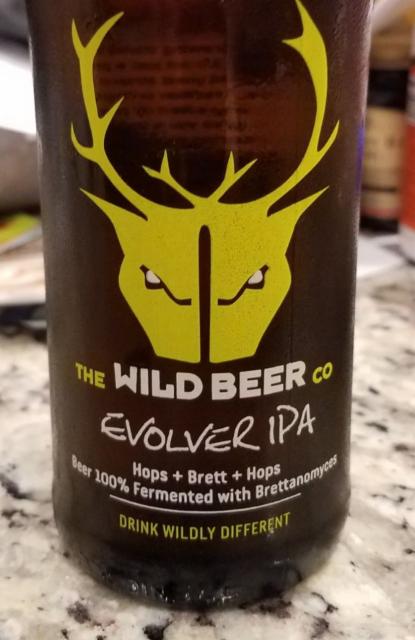 THE WILD BEER CO
EVOLVER IPA
Hops + Brett + Hops
Beer 100% Fermented with Brettanomyces
DRINK WILDLY DIFFERENT